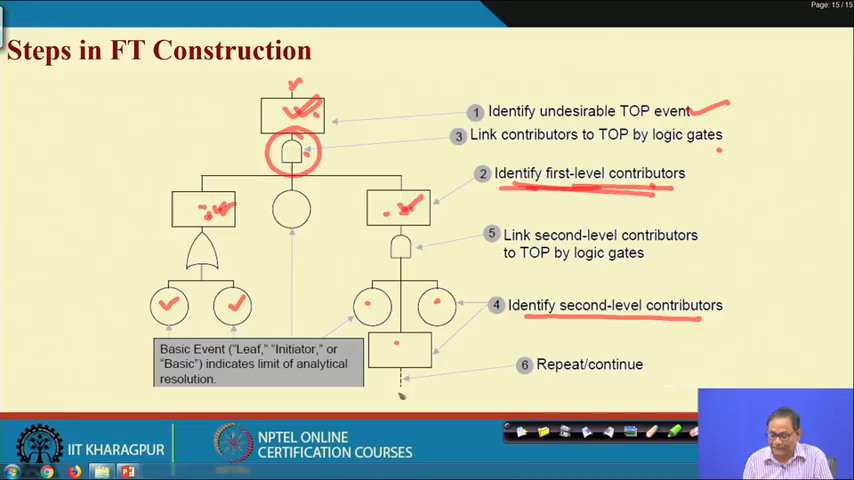 Page: 15 / 15
Steps in FT Construction
1 Identify undesirable TOP event
3 Link contributors to TOP by logic gates
2 Identify first-level contributors
5 Link second-level contributors
to TOP by logic gates
4 Identify second-level contributors
Basic Event ("Leaf," "Initiator," or
"Basic") indicates limit of analytical
resolution.
6 Repeat/continue
IIT KHARAGPUR
NPTEL ONLINE
CERTIFICATION COURSES